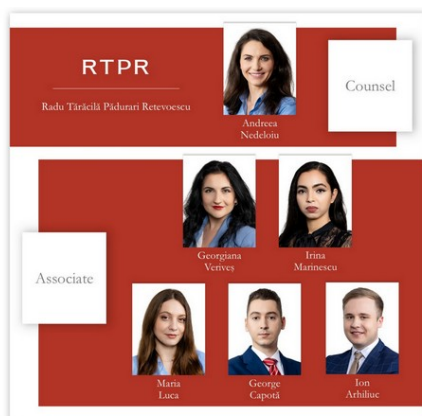 RTPR
Radu Tărăcilă Pădurari Retevoescu
Counsel
Andreea
Nedeloiu
Georgiana
Veriveș
Irina
Marinescu
Associate
Maria
Luca
George
Capotă
Ion
Arhiliuc